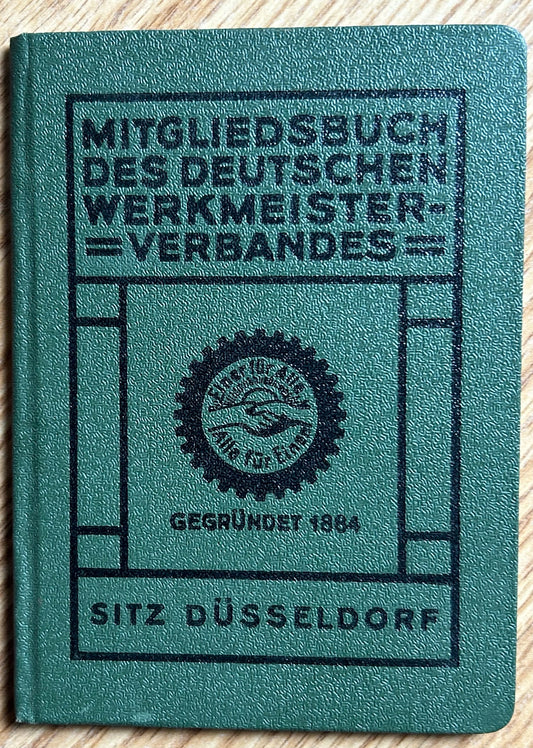 MITGLIEDSBUCH
DES DEUTSCHEN
WERKMEISTER-
=VERBANDES=
Einer für Alle,
Alle für Einen
GEGRÜNDET 1884
SITZ DÜSSELDORF